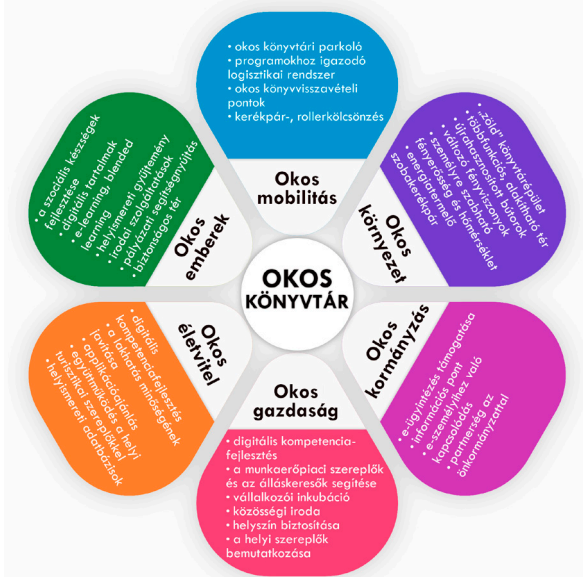 OKOS
KÖNYVTÁR
Okos
mobilitás
• okos könyvtári parkoló
• programokhoz igazodó
logisztikai rendszer
• okos könyvvisszavételi
pontok
• kerékpár-, rollerkölcsönzés
Okos
környezet
• „zöld” könyvtárépület
• többfunkciós, alakítható tér
• újrahasznosított bútorok
• változó fényviszonyok
• személyre szabható
fényerősség és hőmérséklet
• energiatermelő
szobakerékpár
Okos
kormányzás
• e-ügyintézés támogatása
• információs pont
• e-személyihez való
kapcsolódás
• partnerség az
önkormányzattal
Okos
gazdaság
• digitális kompetencia-
fejlesztés
• a munkaerőpiaci szereplők
és az álláskeresők segítése
• vállalkozói inkubáció
• közösségi iroda
• helyszín biztosítása
• a helyi szereplők
bemutatkozása
Okos
életvitel
• digitális
kompetenciafejlesztés
• a lakhatás minőségének
javítása
• applikációajánlás
• együttműködés a helyi
turisztikai szereplőkkel
• helyismereti adatbázisok
Okos
emberek
• a szociális készségek
fejlesztése
• digitális tartalmak
• e-learning, blended
learning
• helyismereti gyűjtemény
• irodai szolgáltatások
• pályázati segítségnyújtás
• biztonságos tér